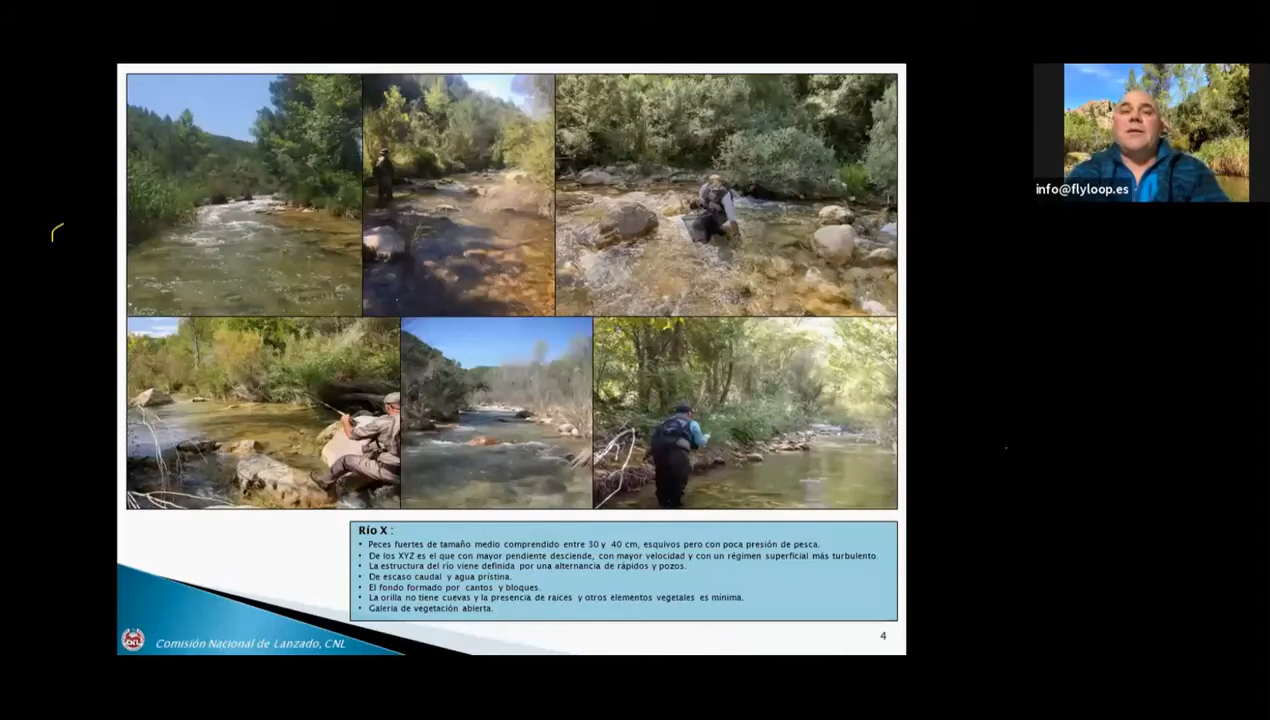 info@flyloop.es
Río X :
• Peces fuertes de tamaño medio comprendido entre 30 y 40 cm, esquivos pero con poca presión de pesca.
• De los XYZ es el que con mayor pendiente desciende, con mayor velocidad y con un régimen superficial más turbulento.
• La estructura del río viene definida por una alternancia de rápidos y pozos.
• De escaso caudal y agua prístina.
• El fondo formado por cantos y bloques.
• La orilla no tiene cuevas y la presencia de raíces y otros elementos vegetales es mínima.
• Galería de vegetación abierta.
Comisión Nacional de Lanzado, CNL
4